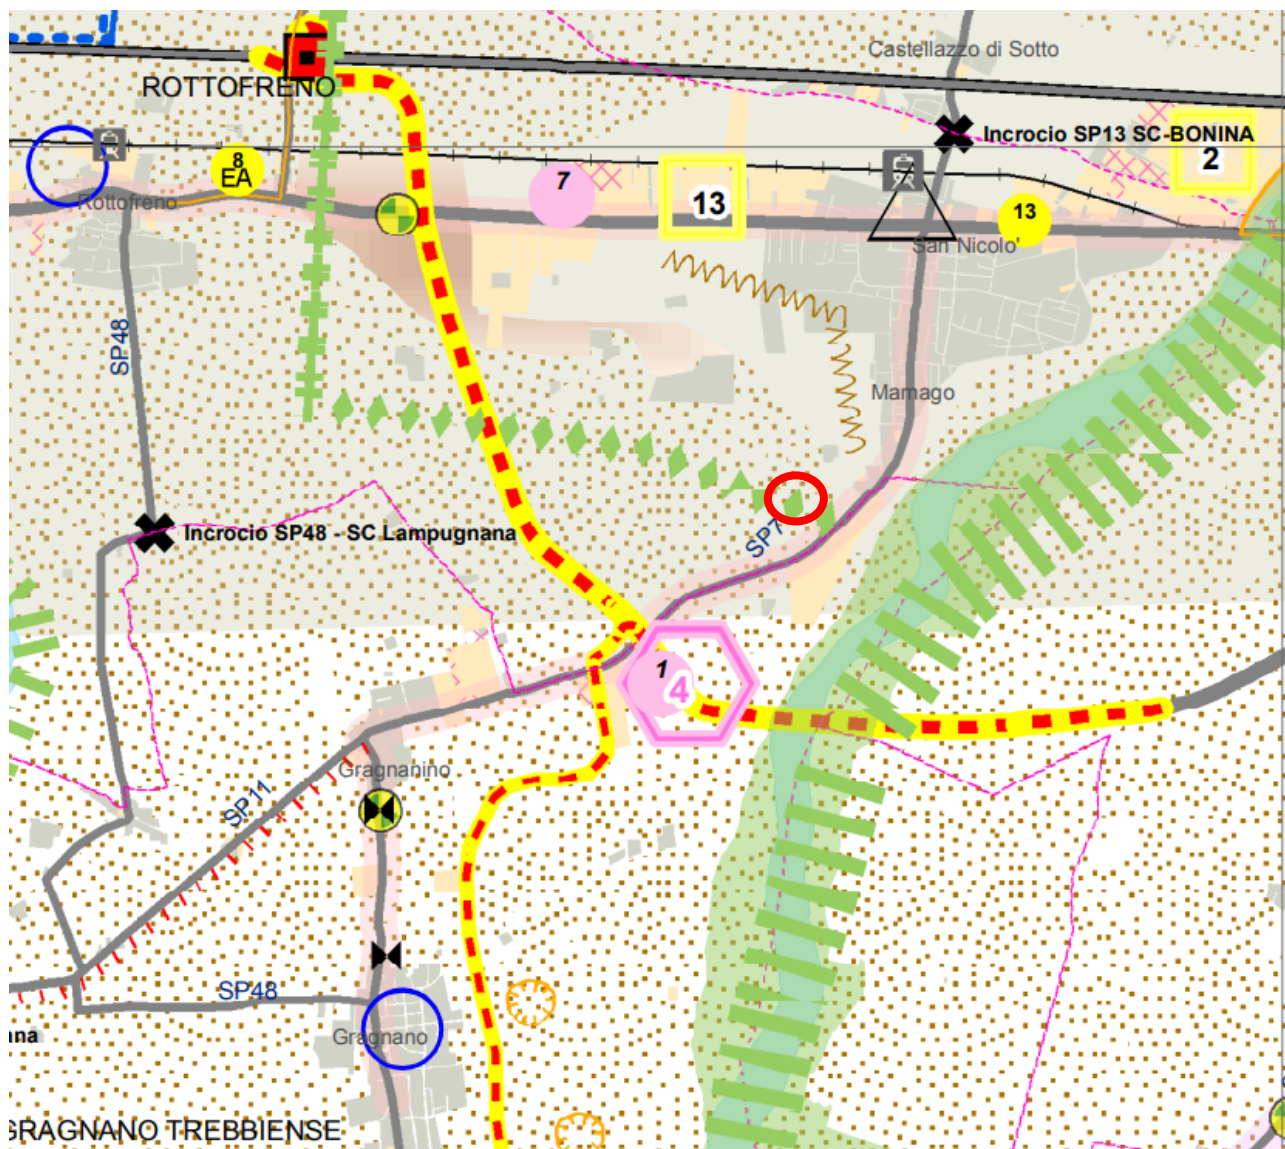 Castellazzo di Sotto
ROTTOFRENO
Incrocio SP13 SC-BONINA
2
8
EA
7
13
13
Rottofreno
San Nicolo'
SP48
Mamago
Incrocio SP48 - SC Lampugnana
SP7
1
4
Gragnanino
SP11
SP48
Gragnano
ana
GRAGNANO TREBBIENSE